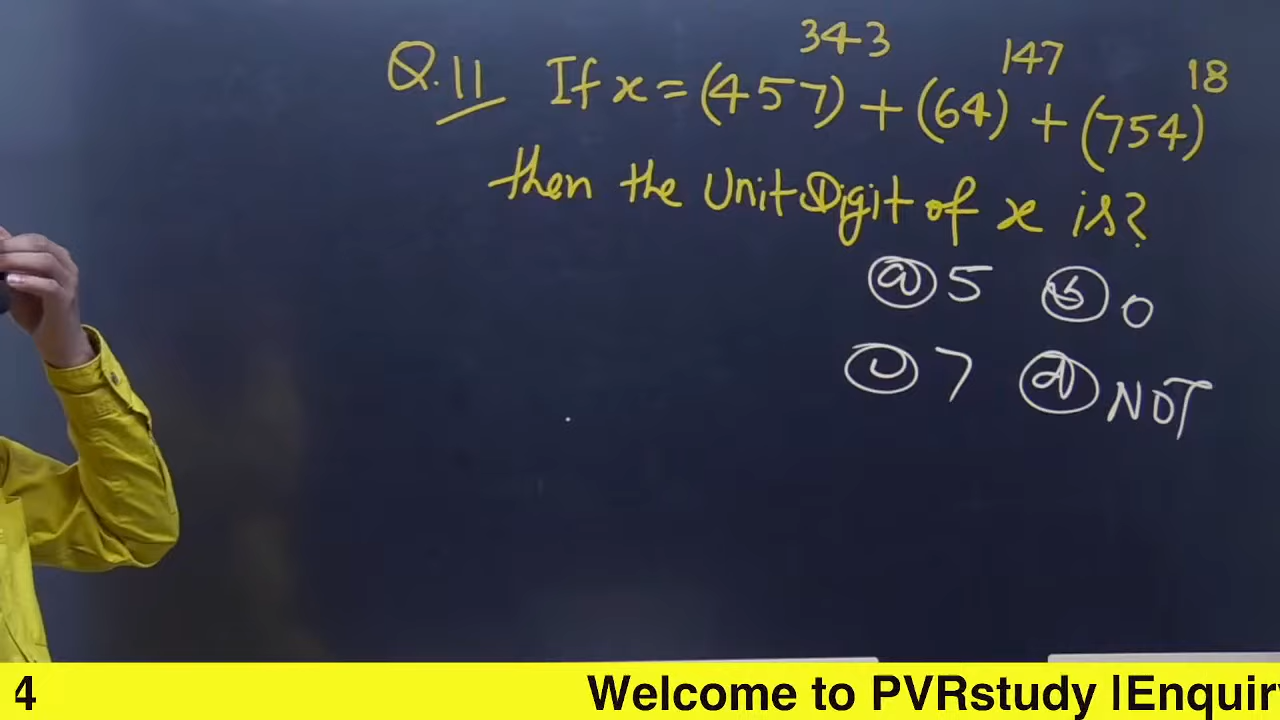 Q.11 If x = (457)^343 + (64)^147 + (754)^18
then the Unit Digit of x is?
(a) 5 (b) 0
(c) 7 (d) NOT
4 Welcome to PVRstudy |Enquiry